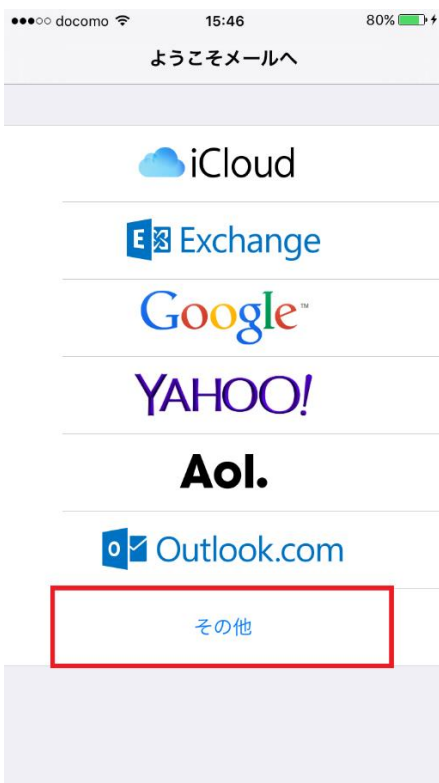 docomo 15:46 80%
ようこそメールへ
iCloud
E Exchange
Google™
YAHOO!
Aol.
o Outlook.com
その他